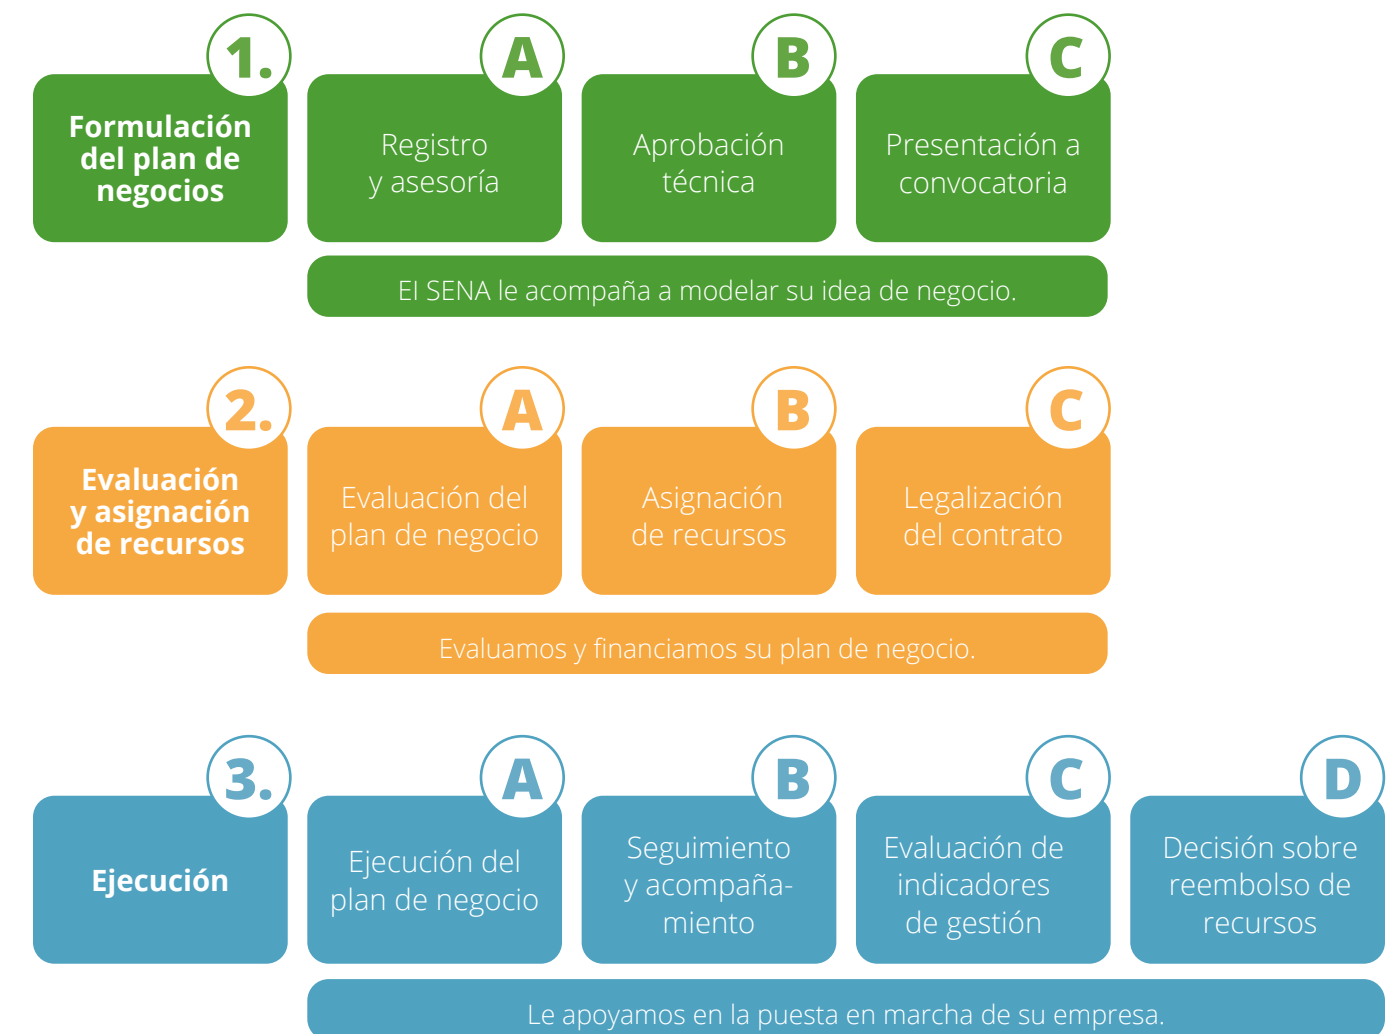 1.
Formulación
del plan de
negocios
A
Registro
y asesoría
B
Aprobación
técnica
C
Presentación a
convocatoria
El SENA le acompaña a modelar su idea de negocio.
2.
Evaluación
y asignación
de recursos
A
Evaluación del
plan de negocio
B
Asignación
de recursos
C
Legalización
del contrato
Evaluamos y financiamos su plan de negocio.
3.
Ejecución
A
Ejecución del
plan de negocio
B
Seguimiento
y acompaña-
miento
C
Evaluación de
indicadores
de gestión
D
Decisión sobre
reembolso de
recursos
Le apoyamos en la puesta en marcha de su empresa.